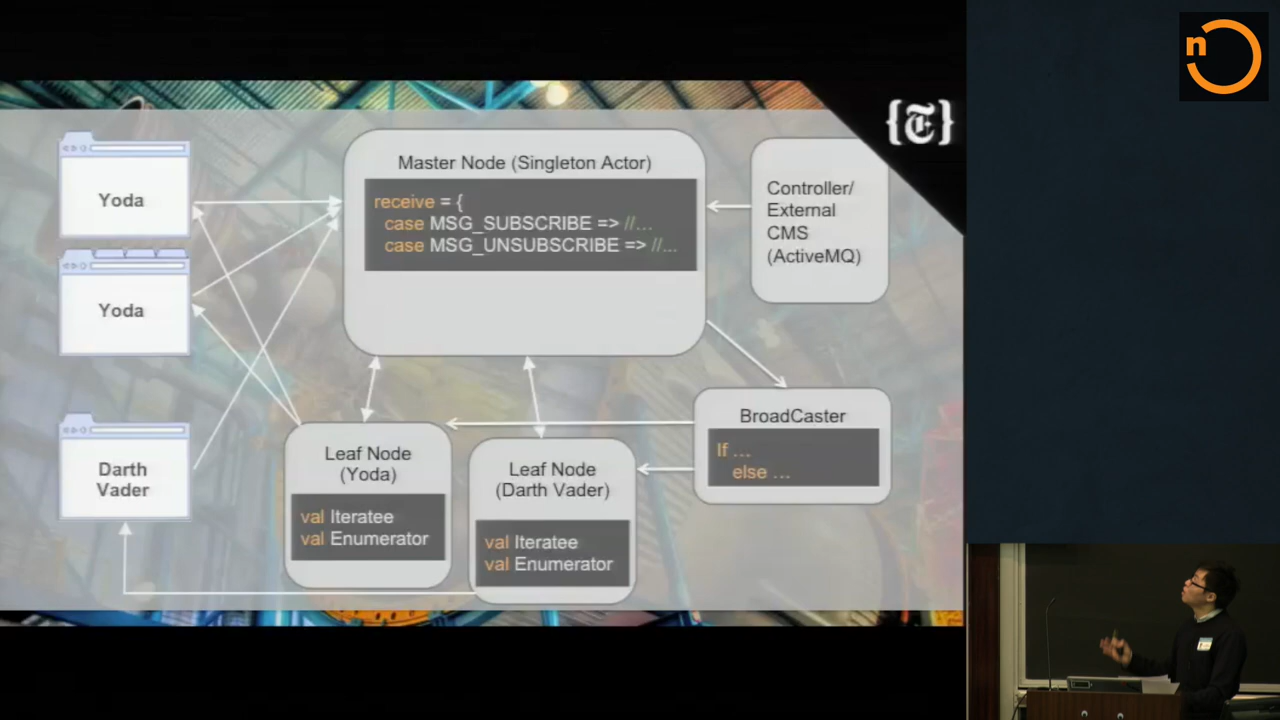 Yoda
Yoda
Darth
Vader
Master Node (Singleton Actor)
receive = {
case MSG_SUBSCRIBE => //...
case MSG_UNSUBSCRIBE => //...
Controller/
External
CMS
(ActiveMQ)
BroadCaster
If ...
else ...
Leaf Node
(Yoda)
val Iteratee
val Enumerator
Leaf Node
(Darth Vader)
val Iteratee
val Enumerator
{T}
n